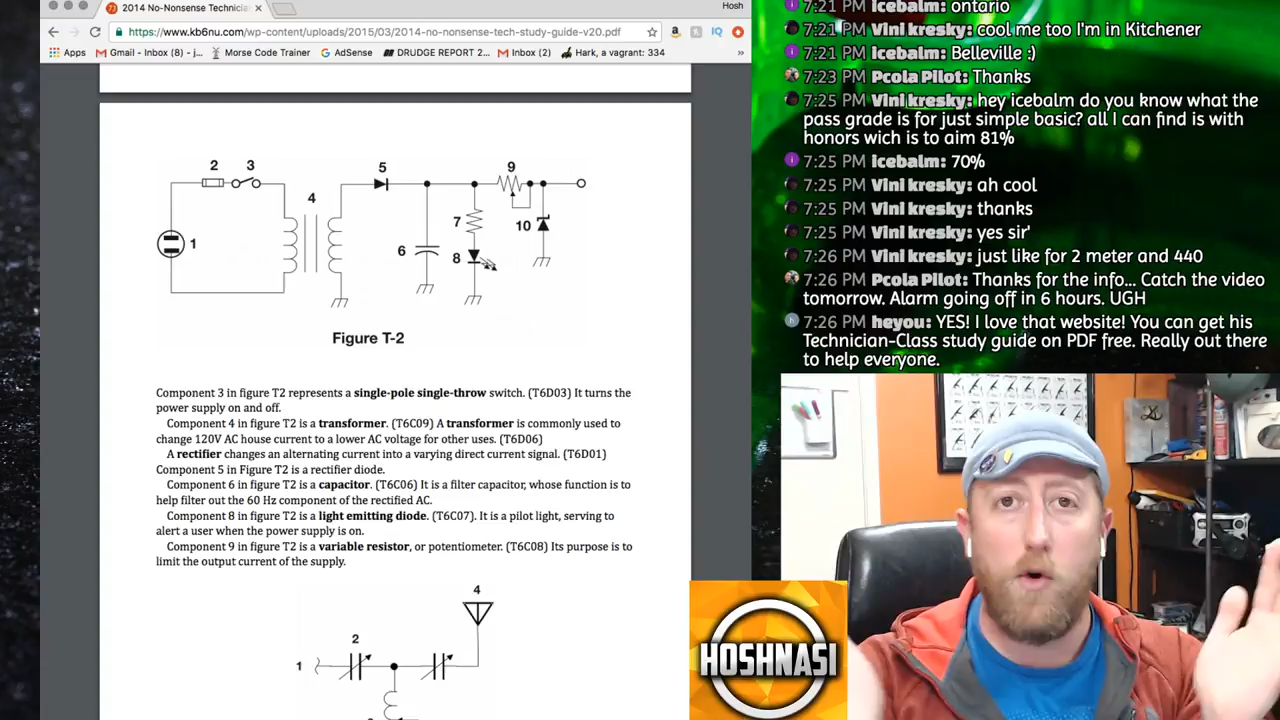 2014 No-Nonsense Technicia
Hosh
https://www.kb6nu.com/wp-content/uploads/2015/03/2014-no-nonsense-tech-study-guide-v20.pdf
Apps Gmail - Inbox (8) - j Morse Code Trainer AdSense DRUDGE REPORT 2... Inbox (2) Hark, a vagrant: 334 »
2 3 5 9
4
7 10
1 6 8
Figure T-2
Component 3 in figure T2 represents a single-pole single-throw switch. (T6D03) It turns the
power supply on and off.
Component 4 in figure T2 is a transformer. (T6C09) A transformer is commonly used to
change 120V AC house current to a lower AC voltage for other uses. (T6D06)
A rectifier changes an alternating current into a varying direct current signal. (T6D01)
Component 5 in Figure T2 is a rectifier diode.
Component 6 in figure T2 is a capacitor. (T6C06) It is a filter capacitor, whose function is to
help filter out the 60 Hz component of the rectified AC.
Component 8 in figure T2 is a light emitting diode. (T6C07). It is a pilot light, serving to
alert a user when the power supply is on.
Component 9 in figure T2 is a variable resistor, or potentiometer. (T6C08) Its purpose is to
limit the output current of the supply.
4
2
1
7:21 PM icebalm: ontario
7:21 PM Vini kresky: cool me too I'm in Kitchener
7:21 PM icebalm: Belleville :)
7:23 PM Pcola Pilot: Thanks
7:25 PM Vini kresky: hey icebalm do you know what the
pass grade is for just simple basic? all I can find is with
honors wich is to aim 81%
7:25 PM icebalm: 70%
7:25 PM Vini kresky: ah cool
7:25 PM Vini kresky: thanks
7:25 PM Vini kresky: yes sir'
7:26 PM Vini kresky: just like for 2 meter and 440
7:26 PM Pcola Pilot: Thanks for the info... Catch the video
tomorrow. Alarm going off in 6 hours. UGH
h 7:26 PM heyou: YES! I love that website! You can get his
Technician-Class study guide on PDF free. Really out there
to help everyone.
HOSHNASI